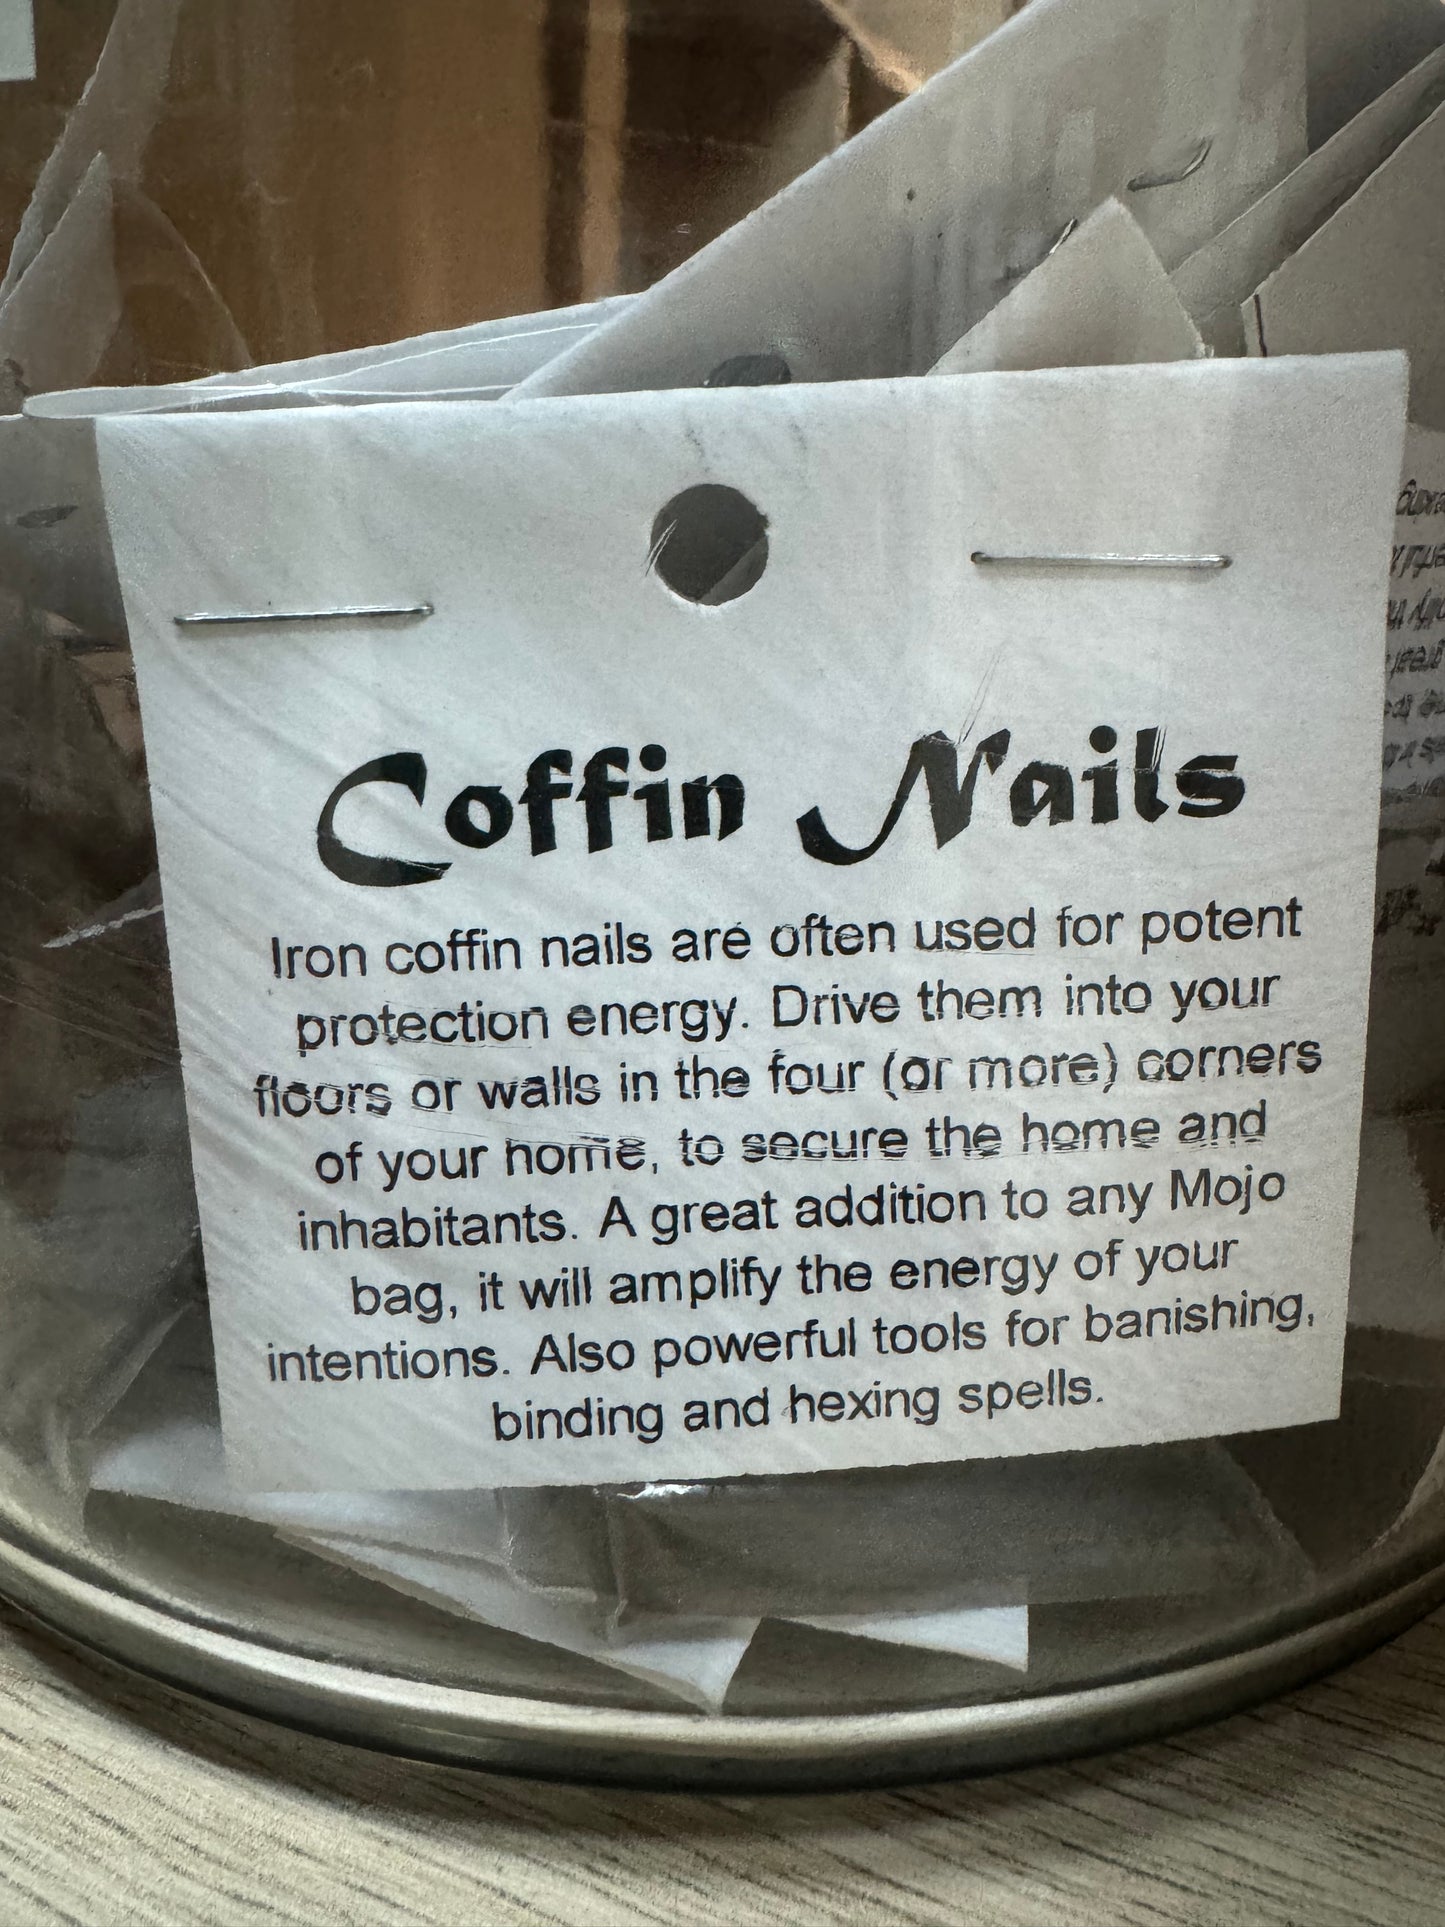 Coffin Nails
Iron coffin nails are often used for potent
protection energy. Drive them into your
floors or walls in the four (or more) corners
of your home, to secure the home and
inhabitants. A great addition to any Mojo
bag, it will amplify the energy of your
intentions. Also powerful tools for banishing,
binding and hexing spells.